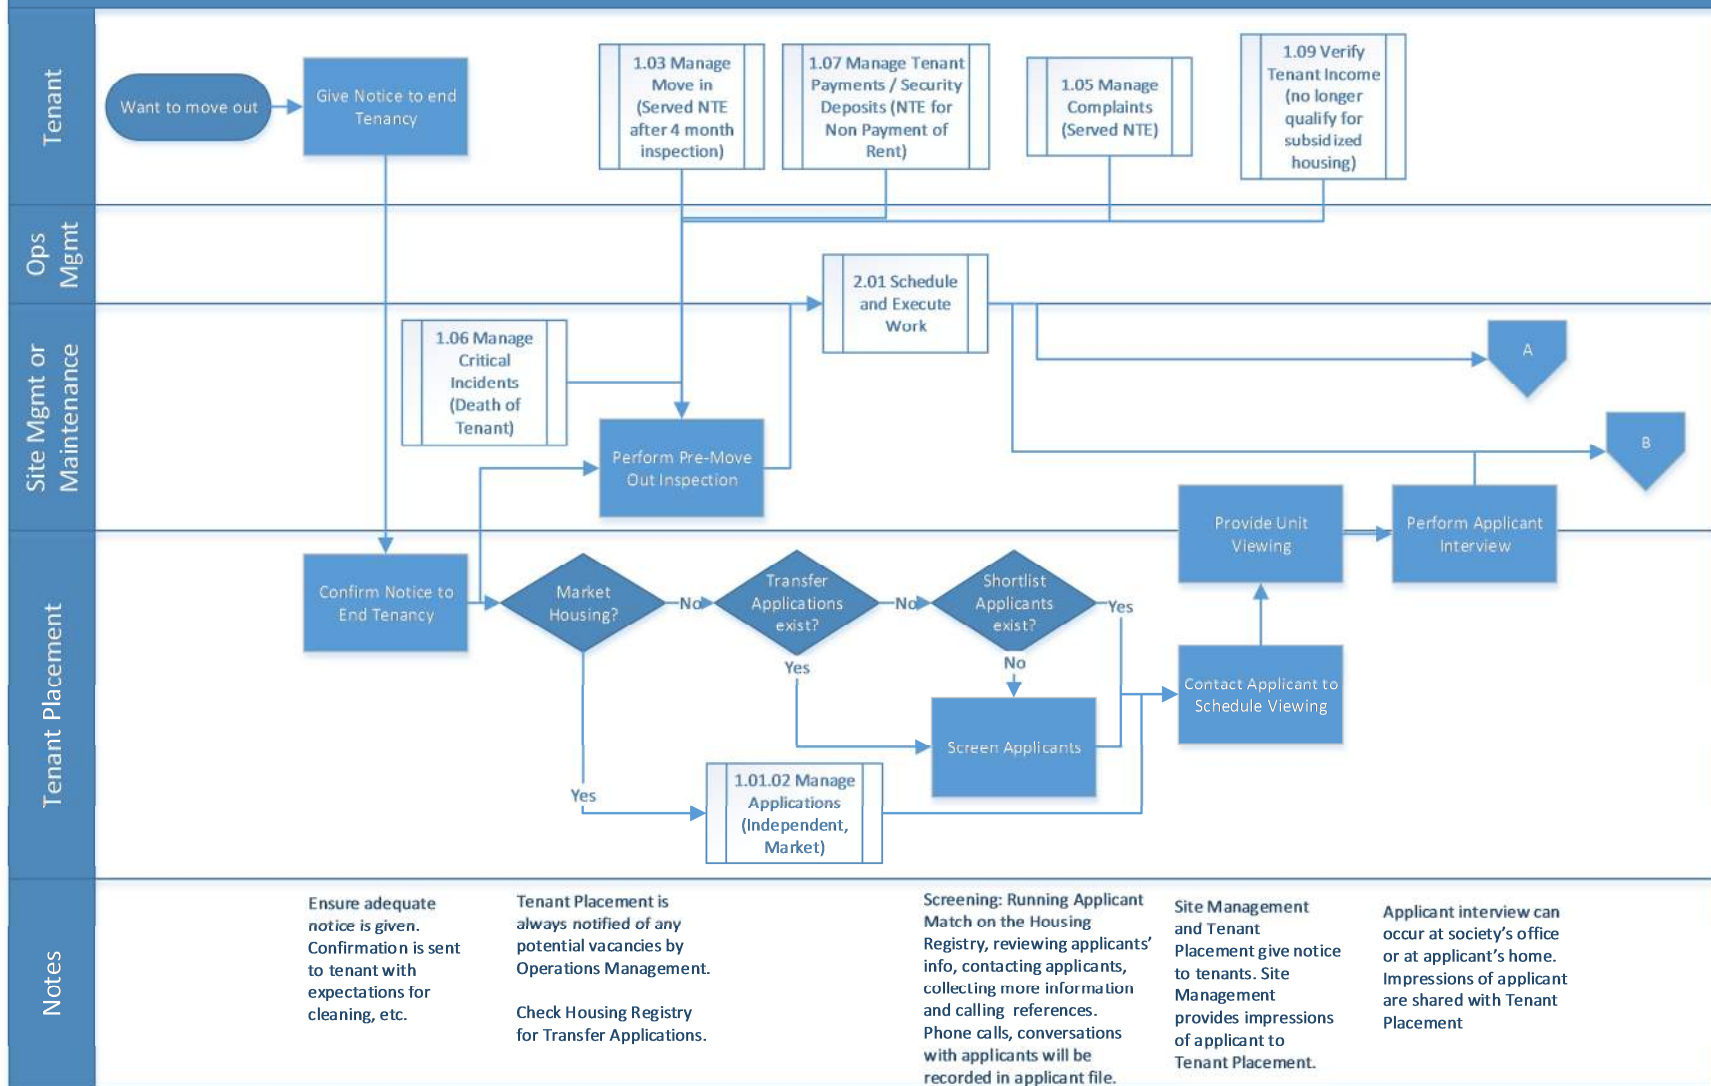 Tenant
Want to move out
Give Notice to end
Tenancy
1.03 Manage
Move in
(Served NTE
after 4 month
inspection)
1.07 Manage Tenant
Payments / Security
Deposits (NTE for
Non Payment of
Rent)
1.05 Manage
Complaints
(Served NTE)
1.09 Verify
Tenant Income
(no longer
qualify for
subsidized
housing)
Ops
Mgmt
2.01 Schedule
and Execute
Work
Site Mgmt or
Maintenance
1.06 Manage
Critical
Incidents
(Death of
Tenant)
Perform Pre-Move
Out Inspection
A
B
Provide Unit
Viewing
Perform Applicant
Interview
Tenant Placement
Confirm Notice to
End Tenancy
Market
Housing?
No
Transfer
Applications
exist?
No
Shortlist
Applicants
exist?
Yes
Yes
No
Contact Applicant to
Schedule Viewing
Screen Applicants
Yes
1.01.02 Manage
Applications
(Independent,
Market)
Notes
Ensure adequate
notice is given.
Confirmation is sent
to tenant with
expectations for
cleaning, etc.
Tenant Placement is
always notified of any
potential vacancies by
Operations Management.
Check Housing Registry
for Transfer Applications.
Screening: Running Applicant
Match on the Housing
Registry, reviewing applicants’
info, contacting applicants,
collecting more information
and calling references.
Phone calls, conversations
with applicants will be
recorded in applicant file.
Site Management
and Tenant
Placement give notice
to tenants. Site
Management
provides impressions
of applicant to
Tenant Placement.
Applicant interview can
occur at society’s office
or at applicant’s home.
Impressions of applicant
are shared with Tenant
Placement